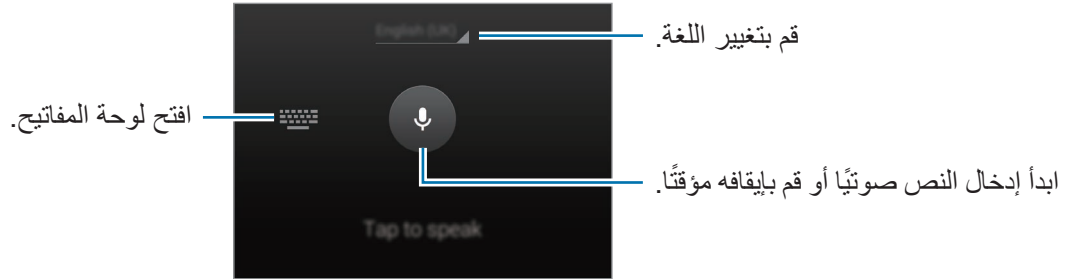 English (UK)
قم بتغيير اللغة.
افتح لوحة المفاتيح.
ابدأ إدخال النص صوتيًا أو قم بإيقافه مؤقتًا.
Tap to speak